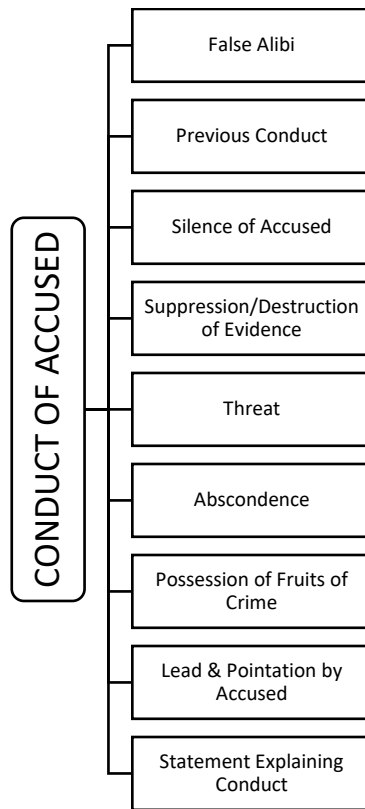 CONDUCT OF ACCUSED
False Alibi
Previous Conduct
Silence of Accused
Suppression/Destruction
of Evidence
Threat
Abscondence
Possession of Fruits of
Crime
Lead & Pointation by
Accused
Statement Explaining
Conduct